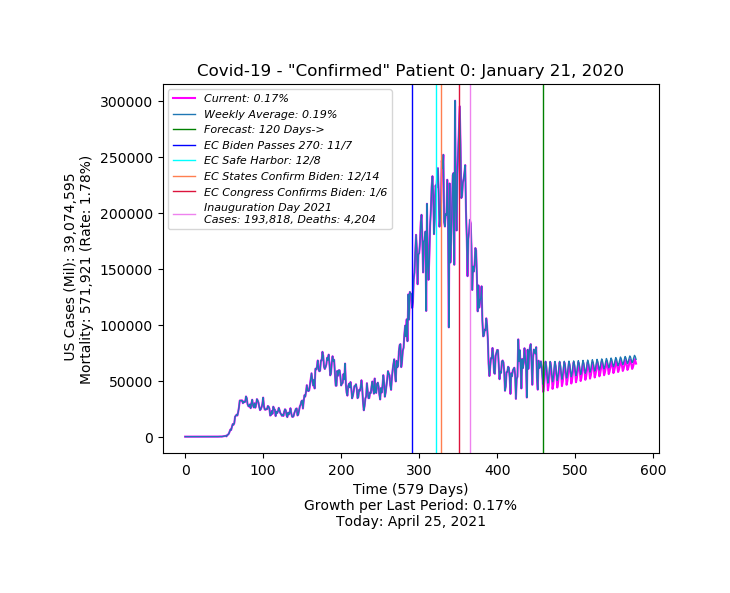 Covid-19 - "Confirmed" Patient 0: January 21, 2020
Current: 0.17%
Weekly Average: 0.19%
Forecast: 120 Days->
EC Biden Passes 270: 11/7
EC Safe Harbor: 12/8
EC States Confirm Biden: 12/14
EC Congress Confirms Biden: 1/6
Inauguration Day 2021
Cases: 193,818, Deaths: 4,204
US Cases (Mil): 39,074,595
Mortality: 571,921 (Rate: 1.78%)
300000
250000
200000
150000
100000
50000
0
0 100 200 300 400 500 600
Time (579 Days)
Growth per Last Period: 0.17%
Today: April 25, 2021